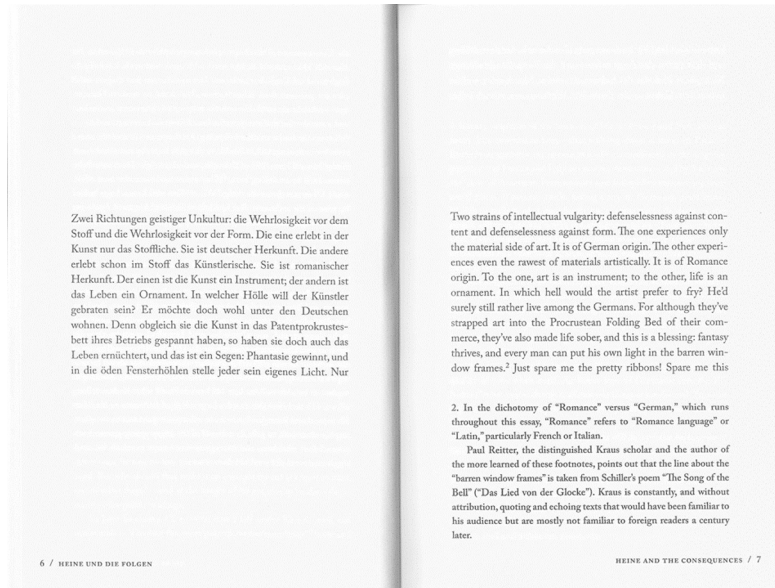 Zwei Richtungen geistiger Unkultur: die Wehrlosigkeit vor dem
Stoff und die Wehrlosigkeit vor der Form. Die eine erlebt in der
Kunst nur das Stoffliche. Sie ist deutscher Herkunft. Die andere
erlebt schon im Stoff das Künstlerische. Sie ist romanischer
Herkunft. Der einen ist die Kunst ein Instrument; der andern ist
das Leben ein Ornament. In welcher Hölle will der Künstler
gebraten sein? Er möchte doch wohl unter den Deutschen
wohnen. Denn obgleich sie die Kunst in das Patentprokrustes-
bett ihres Betriebs gespannt haben, so haben sie doch auch das
Leben ernüchtert, und das ist ein Segen: Phantasie gewinnt, und
in die öden Fensterhöhlen stelle jeder sein eigenes Licht. Nur
6 / HEINE UND DIE FOLGEN
Two strains of intellectual vulgarity: defenselessness against con-
tent and defenselessness against form. The one experiences only
the material side of art. It is of German origin. The other experi-
ences even the rawest of materials artistically. It is of Romance
origin. To the one, art is an instrument; to the other, life is an
ornament. In which hell would the artist prefer to fry? He'd
surely still rather live among the Germans. For although they've
strapped art into the Procrustean Folding Bed of their com-
merce, they've also made life sober, and this is a blessing: fantasy
thrives, and every man can put his own light in the barren win-
dow frames.² Just spare me the pretty ribbons! Spare me this
2. In the dichotomy of “Romance” versus “German,” which runs
throughout this essay, “Romance” refers to “Romance language” or
“Latin,” particularly French or Italian.
Paul Reitter, the distinguished Kraus scholar and the author of
the more learned of these footnotes, points out that the line about the
“barren window frames” is taken from Schiller's poem “The Song of the
Bell” (“Das Lied von der Glocke”). Kraus is constantly, and without
attribution, quoting and echoing texts that would have been familiar to
his audience but are mostly not familiar to foreign readers a century
later.
HEINE AND THE CONSEQUENCES / 7